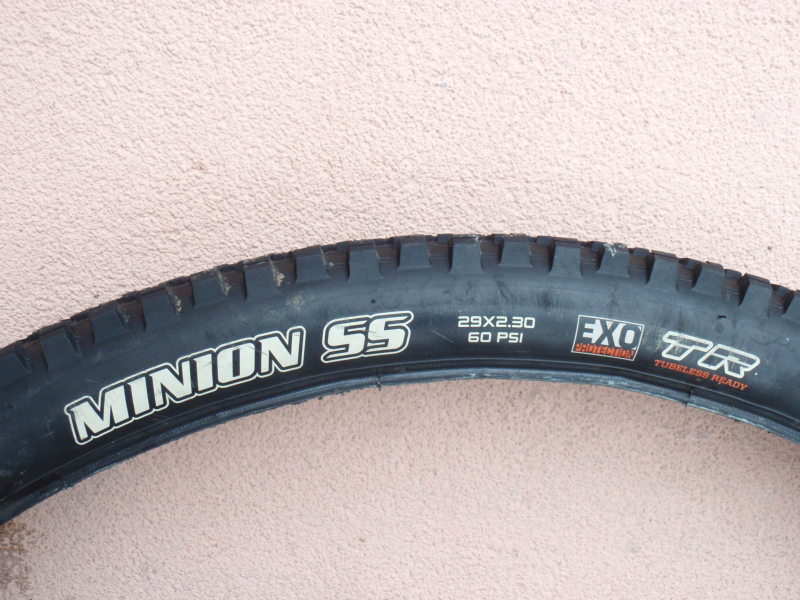 MINION SS
29X2.30
60 PSI
EXO
PROTECTION
TR
TUBELESS READY